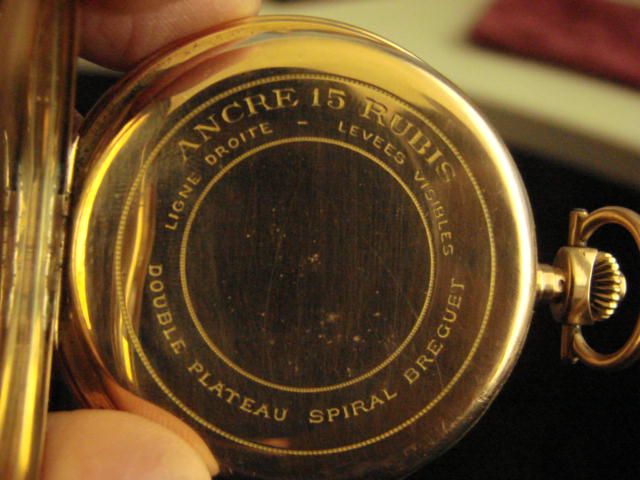 ANCRE 15 RUBIS
LIGNE DROITE - LEVEES VISIBLES
DOUBLE PLATEAU SPIRAL BREGUET